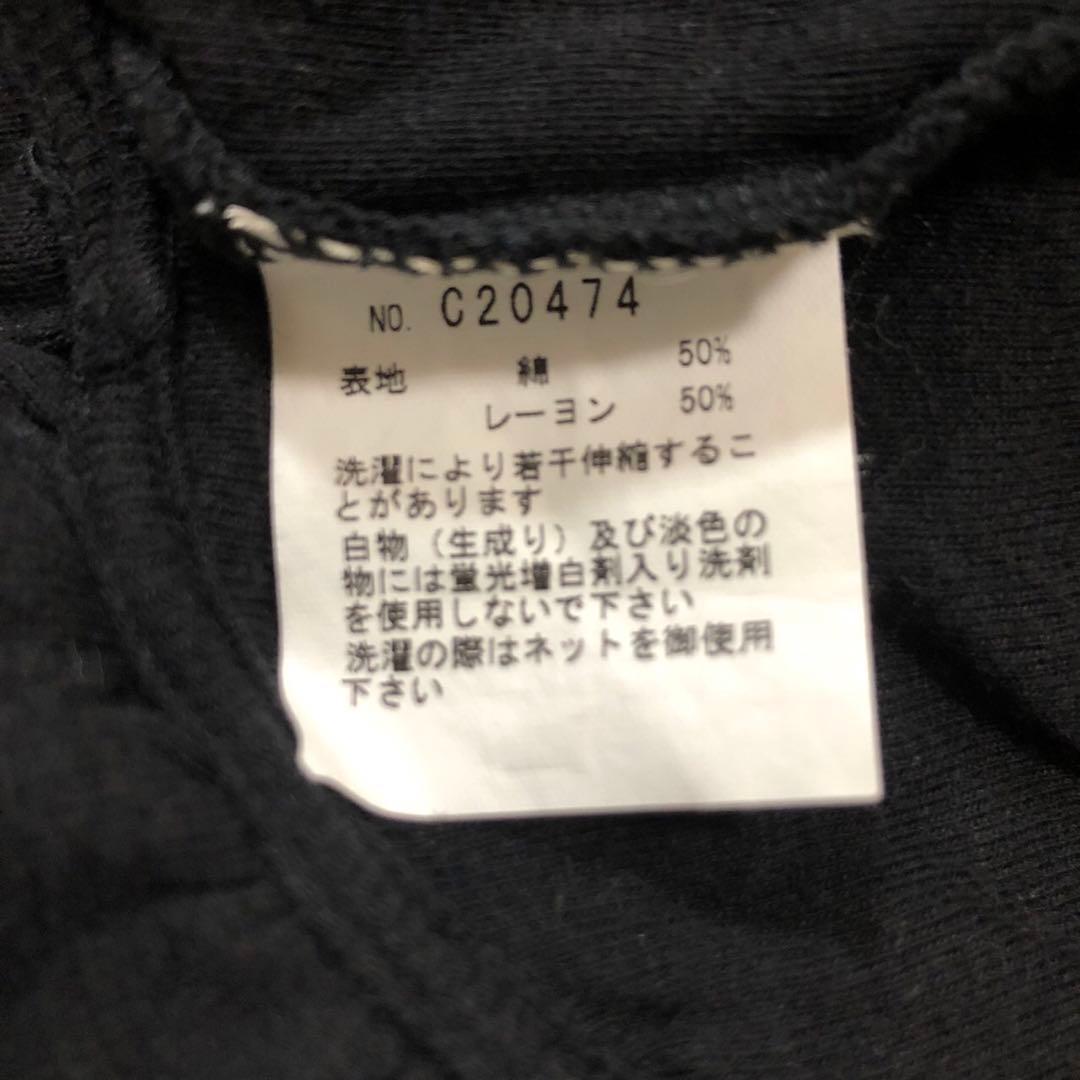 NO. C20474
表地 綿 50%
レーヨン 50%
洗濯により若干伸縮するこ
とがあります
白物（生成り）及び淡色の
物には蛍光増白剤入り洗剤
を使用しないで下さい
洗濯の際はネットを御使用
下さい